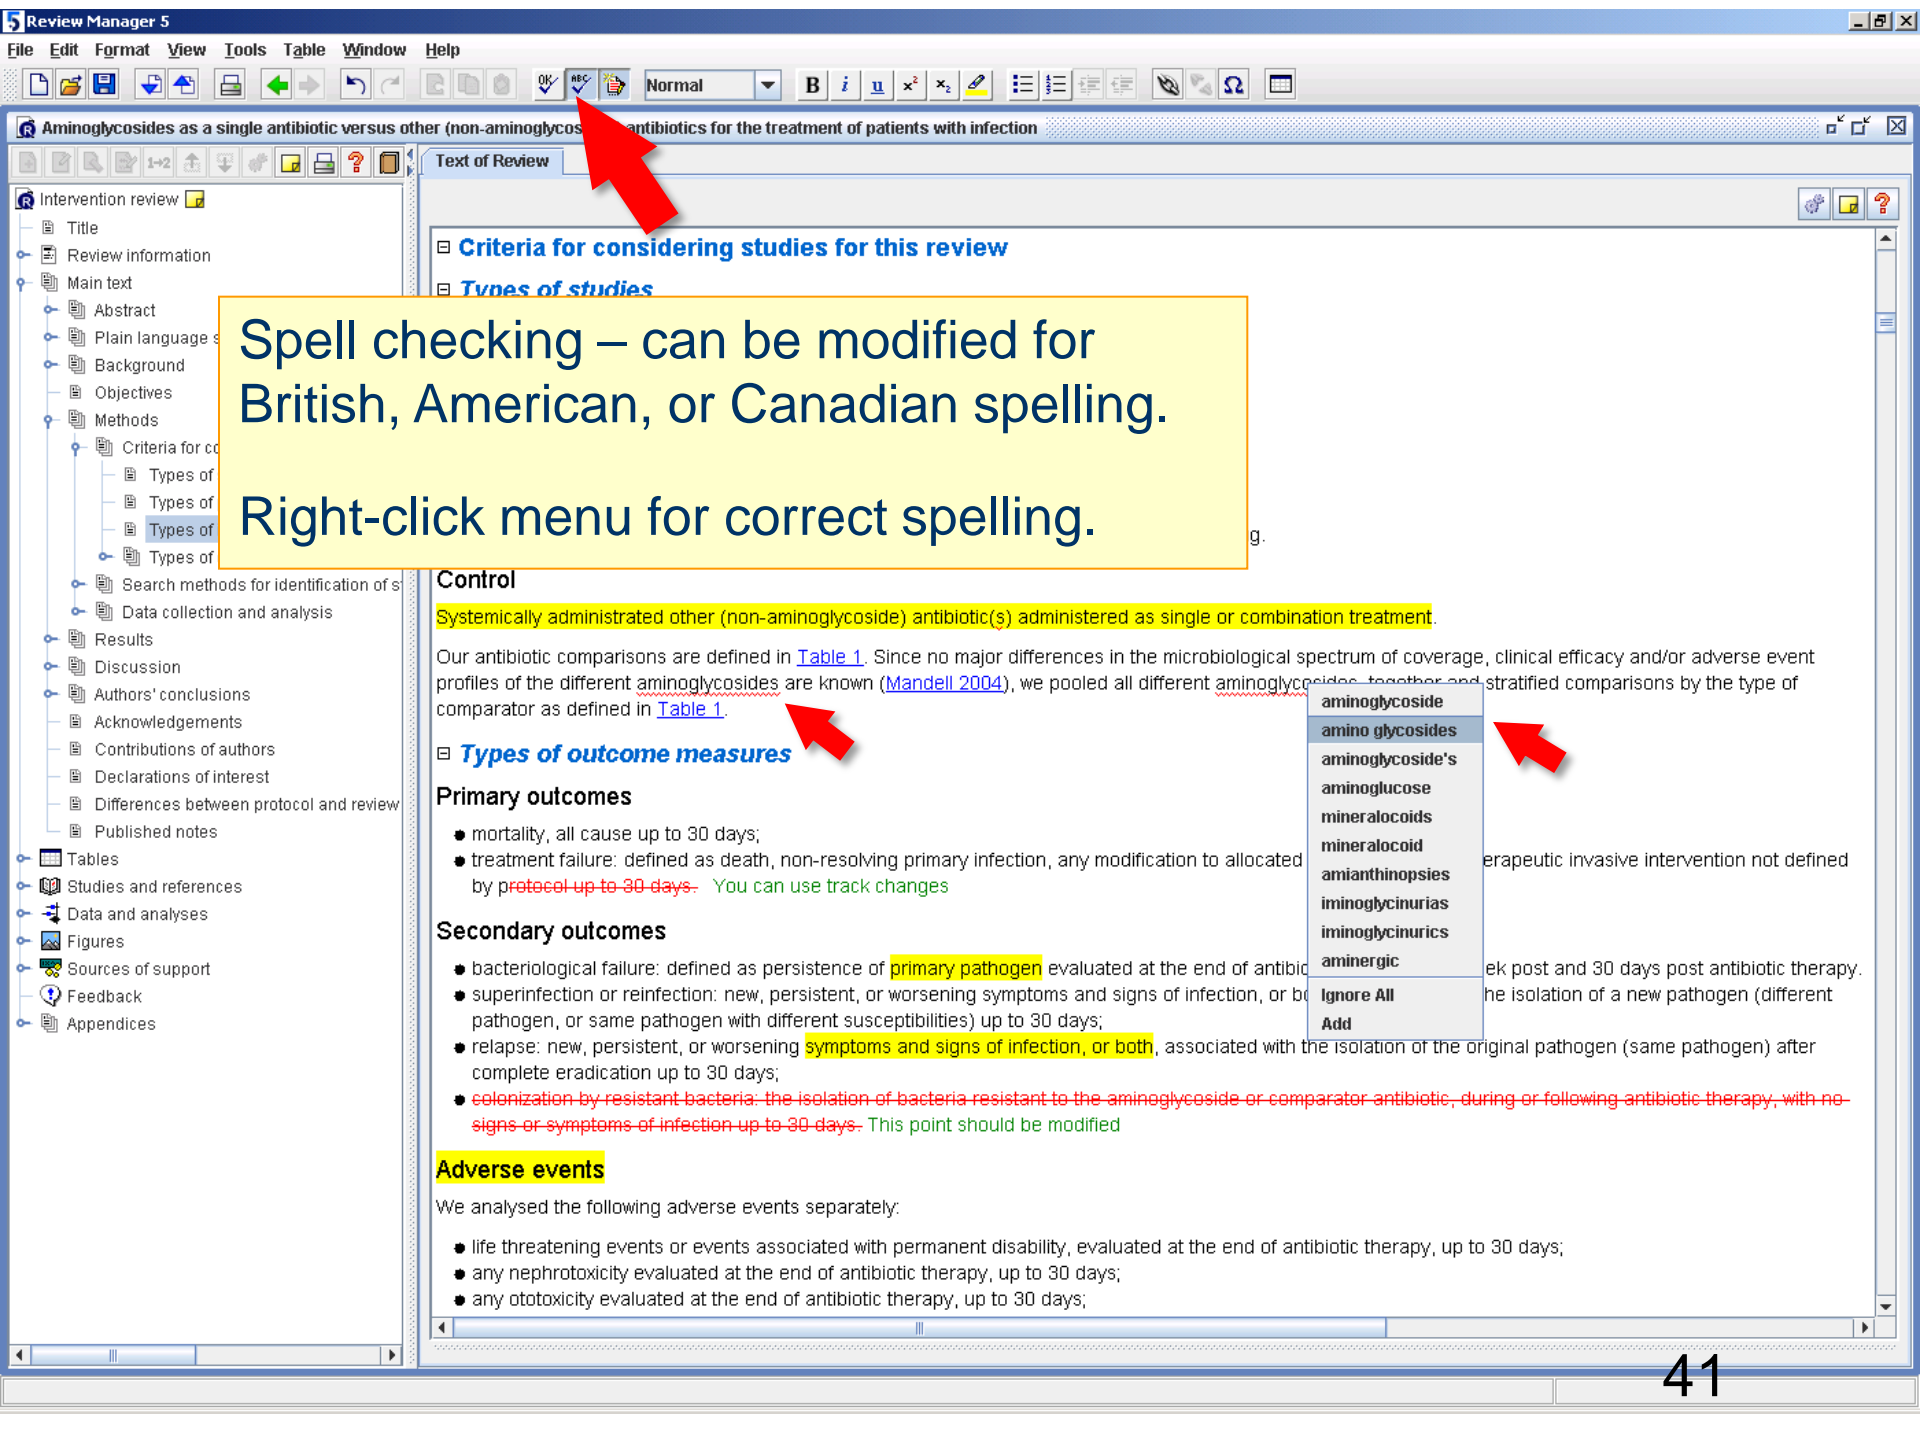 Review Manager 5
File Edit Format View Tools Table Window Help
Normal
Aminoglycosides as a single antibiotic versus other (non-aminoglycos antibiotics for the treatment of patients with infection
Text of Review
Intervention review
Title
Review information
Main text
Abstract
Plain language s
Background
Objectives
Methods
Criteria for co
Types of
Types of
Types of
Types of
Search methods for identification of s
Data collection and analysis
Results
Discussion
Authors' conclusions
Acknowledgements
Contributions of authors
Declarations of interest
Differences between protocol and review
Published notes
Tables
Studies and references
Data and analyses
Figures
Sources of support
Feedback
Appendices
Criteria for considering studies for this review
Types of studies
Spell checking – can be modified for
British, American, or Canadian spelling.
Right-click menu for correct spelling.
g.
Control
Systemically administrated other (non-aminoglycoside) antibiotic(s) administered as single or combination treatment.
Our antibiotic comparisons are defined in Table 1. Since no major differences in the microbiological spectrum of coverage, clinical efficacy and/or adverse event
profiles of the different aminoglycosides are known (Mandell 2004), we pooled all different aminoglycosides, together and stratified comparisons by the type of
comparator as defined in Table 1.
Types of outcome measures
Primary outcomes
mortality, all cause up to 30 days;
treatment failure: defined as death, non-resolving primary infection, any modification to allocated erapeutic invasive intervention not defined
by protocol up to 30 days. You can use track changes
Secondary outcomes
bacteriological failure: defined as persistence of primary pathogen evaluated at the end of antibio ek post and 30 days post antibiotic therapy.
superinfection or reinfection: new, persistent, or worsening symptoms and signs of infection, or bo he isolation of a new pathogen (different
pathogen, or same pathogen with different susceptibilities) up to 30 days;
relapse: new, persistent, or worsening symptoms and signs of infection, or both, associated with the isolation of the original pathogen (same pathogen) after
complete eradication up to 30 days;
colonization by resistant bacteria: the isolation of bacteria resistant to the aminoglycoside or comparator antibiotic, during or following antibiotic therapy, with no
signs or symptoms of infection up to 30 days. This point should be modified
Adverse events
We analysed the following adverse events separately:
life threatening events or events associated with permanent disability, evaluated at the end of antibiotic therapy, up to 30 days;
any nephrotoxicity evaluated at the end of antibiotic therapy, up to 30 days;
any ototoxicity evaluated at the end of antibiotic therapy, up to 30 days;
aminoglycoside
amino glycosides
aminoglycoside's
aminoglucose
mineralocoids
mineralocoid
amianthinopsies
iminoglycinurias
iminoglycinurics
aminergic
Ignore All
Add
41